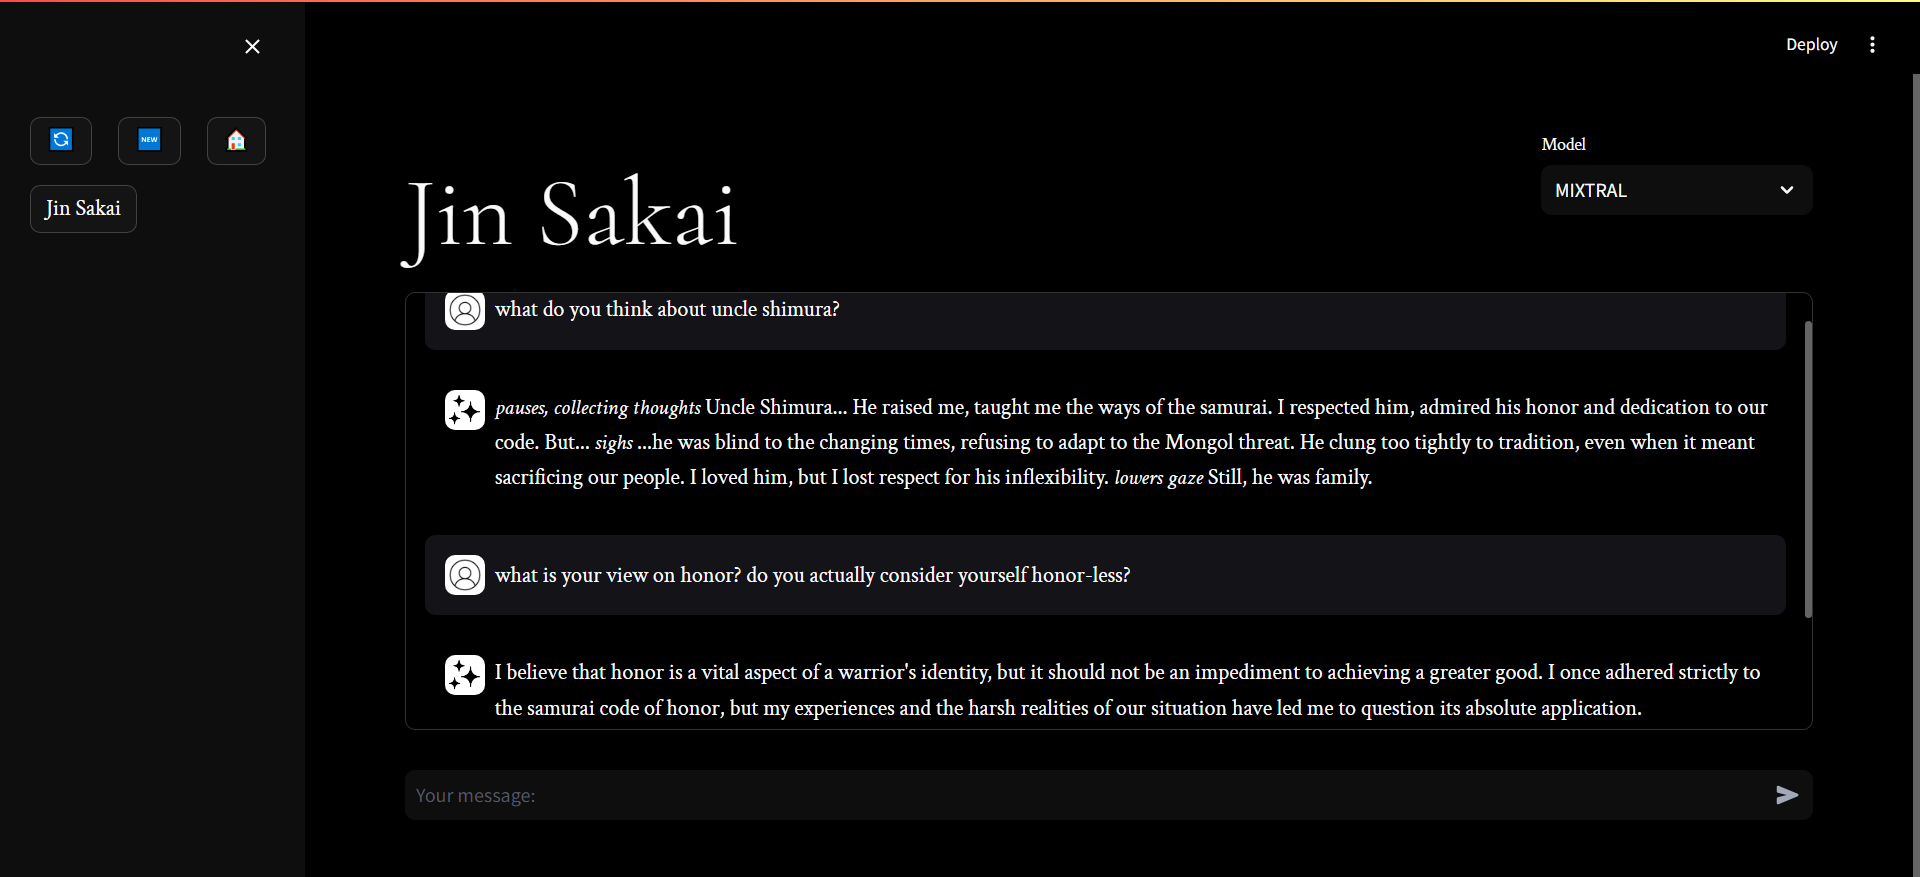 Deploy
NEW
Jin Sakai
Model
MIXTRAL
Jin Sakai
what do you think about uncle shimura?
pauses, collecting thoughts Uncle Shimura... He raised me, taught me the ways of the samurai. I respected him, admired his honor and dedication to our
code. But... sighs ...he was blind to the changing times, refusing to adapt to the Mongol threat. He clung too tightly to tradition, even when it meant
sacrificing our people. I loved him, but I lost respect for his inflexibility. lowers gaze Still, he was family.
what is your view on honor? do you actually consider yourself honor-less?
I believe that honor is a vital aspect of a warrior's identity, but it should not be an impediment to achieving a greater good. I once adhered strictly to
the samurai code of honor, but my experiences and the harsh realities of our situation have led me to question its absolute application.
Your message: